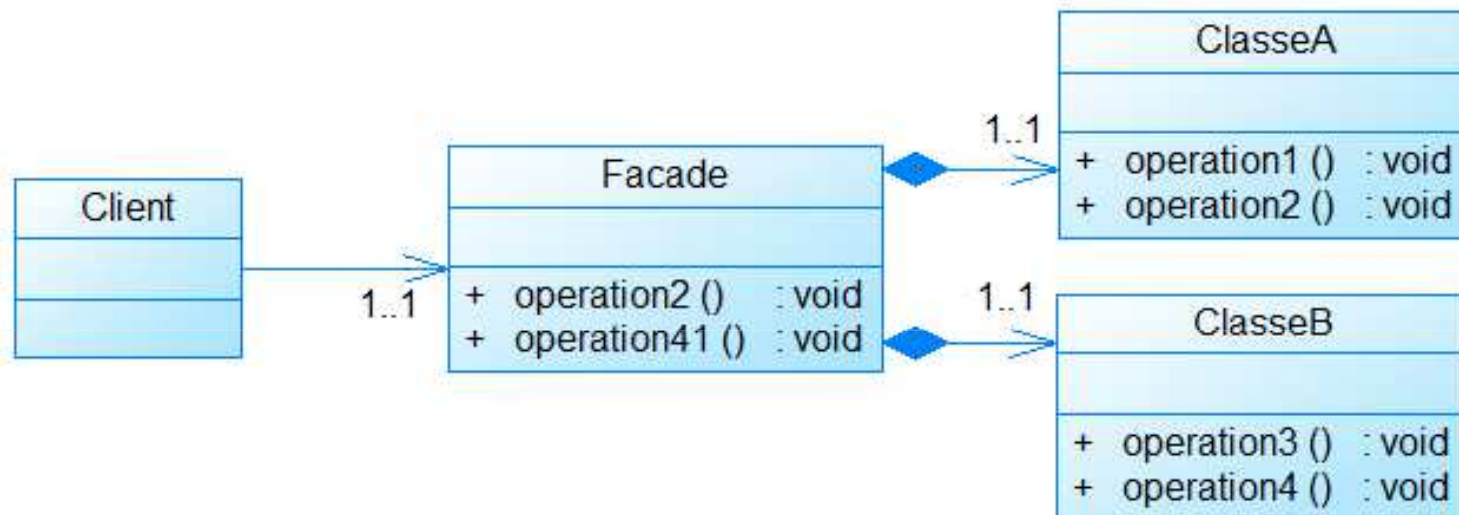 Client
1..1
Facade
+ operation2 () : void
+ operation41 () : void
1..1
ClasseA
+ operation1 () : void
+ operation2 () : void
1..1
ClasseB
+ operation3 () : void
+ operation4 () : void